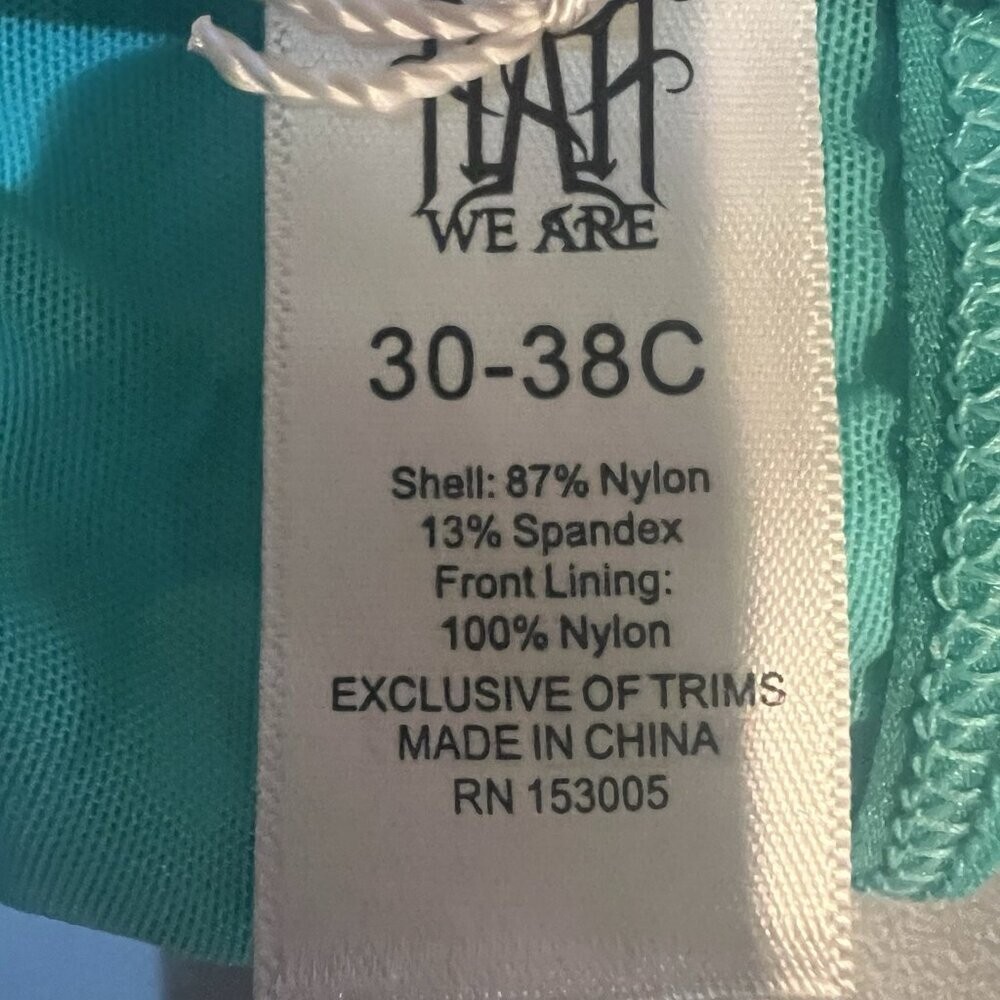 WE ARE
30-38C
Shell: 87% Nylon
13% Spandex
Front Lining:
100% Nylon
EXCLUSIVE OF TRIMS
MADE IN CHINA
RN 153005